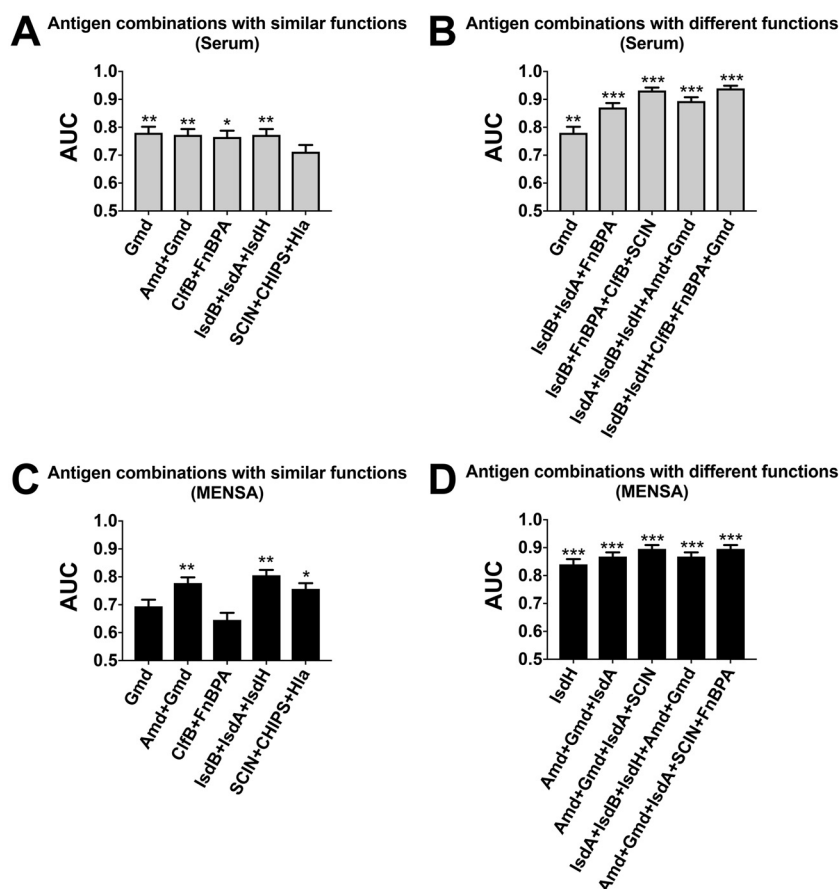 A
Antigen combinations with similar functions
(Serum)
AUC
1.0
0.9
0.8
0.7
0.6
0.5
**
**
*
**
Gmd
Amd+Gmd
ClfB+FnBPA
IsdB+IsdA+IsdH
SCIN+CHIPS+Hla
B
Antigen combinations with different functions
(Serum)
AUC
1.0
0.9
0.8
0.7
0.6
0.5
**
***
***
***
***
Gmd
IsdB+IsdA+FnBPA
IsdB+FnBPA+ClfB+SCIN
IsdA+IsdB+IsdH+Amd+Gmd
IsdB+IsdH+ClfB+FnBPA+Gmd
C
Antigen combinations with similar functions
(MENSA)
AUC
1.0
0.9
0.8
0.7
0.6
0.5
**
**
*
Gmd
Amd+Gmd
ClfB+FnBPA
IsdB+IsdA+IsdH
SCIN+CHIPS+Hla
D
Antigen combinations with different functions
(MENSA)
AUC
1.0
0.9
0.8
0.7
0.6
0.5
***
***
***
***
***
IsdH
Amd+Gmd+IsdA
Amd+Gmd+IsdA+SCIN
IsdA+IsdB+IsdH+Amd+Gmd
Amd+Gmd+IsdA+SCIN+FnBPA